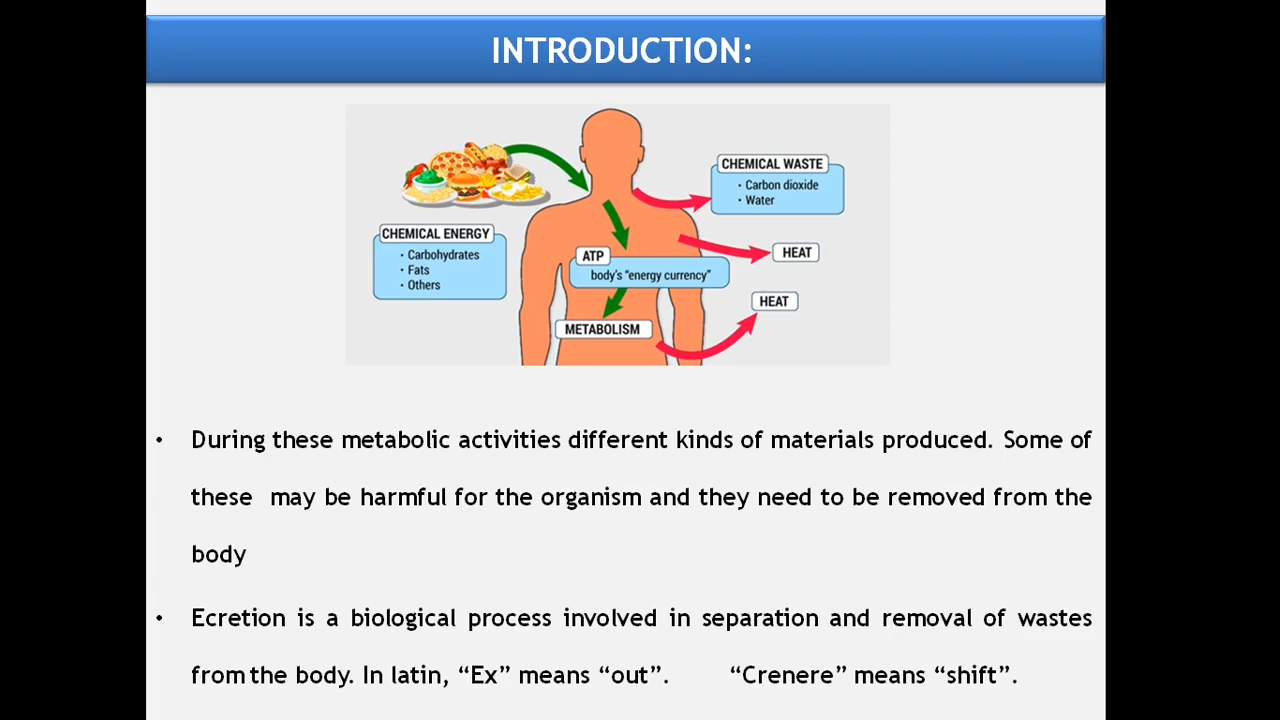 INTRODUCTION:
CHEMICAL WASTE
· Carbon dioxide
· Water
CHEMICAL ENERGY
· Carbohydrates
· Fats
· Others
ATP
body's “energy currency”
HEAT
HEAT
METABOLISM
• During these metabolic activities different kinds of materials produced. Some of
these may be harmful for the organism and they need to be removed from the
body
• Ecretion is a biological process involved in separation and removal of wastes
from the body. In latin, “Ex” means “out”. “Crenere” means “shift”.